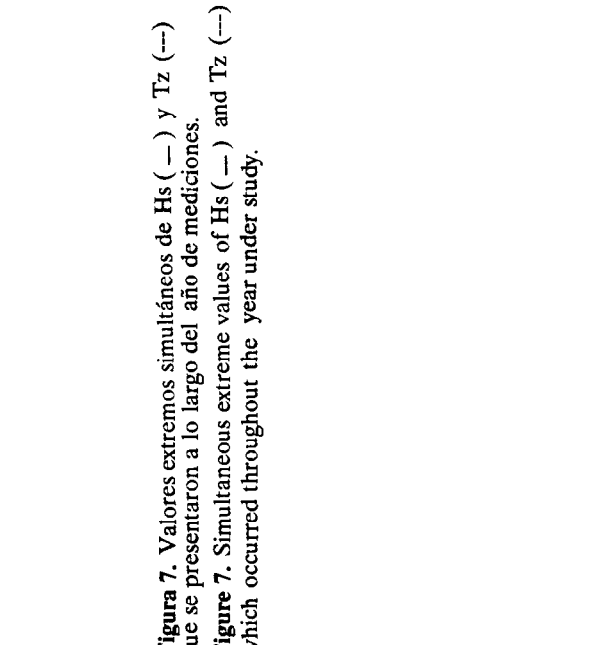 igura 7. Valores extremos simultáneos de Hs ( — ) y Tz (---)
ue se presentaron a lo largo del año de mediciones.
igure 7. Simultaneous extreme values of Hs ( — ) and Tz (---)
hich occurred throughout the year under study.